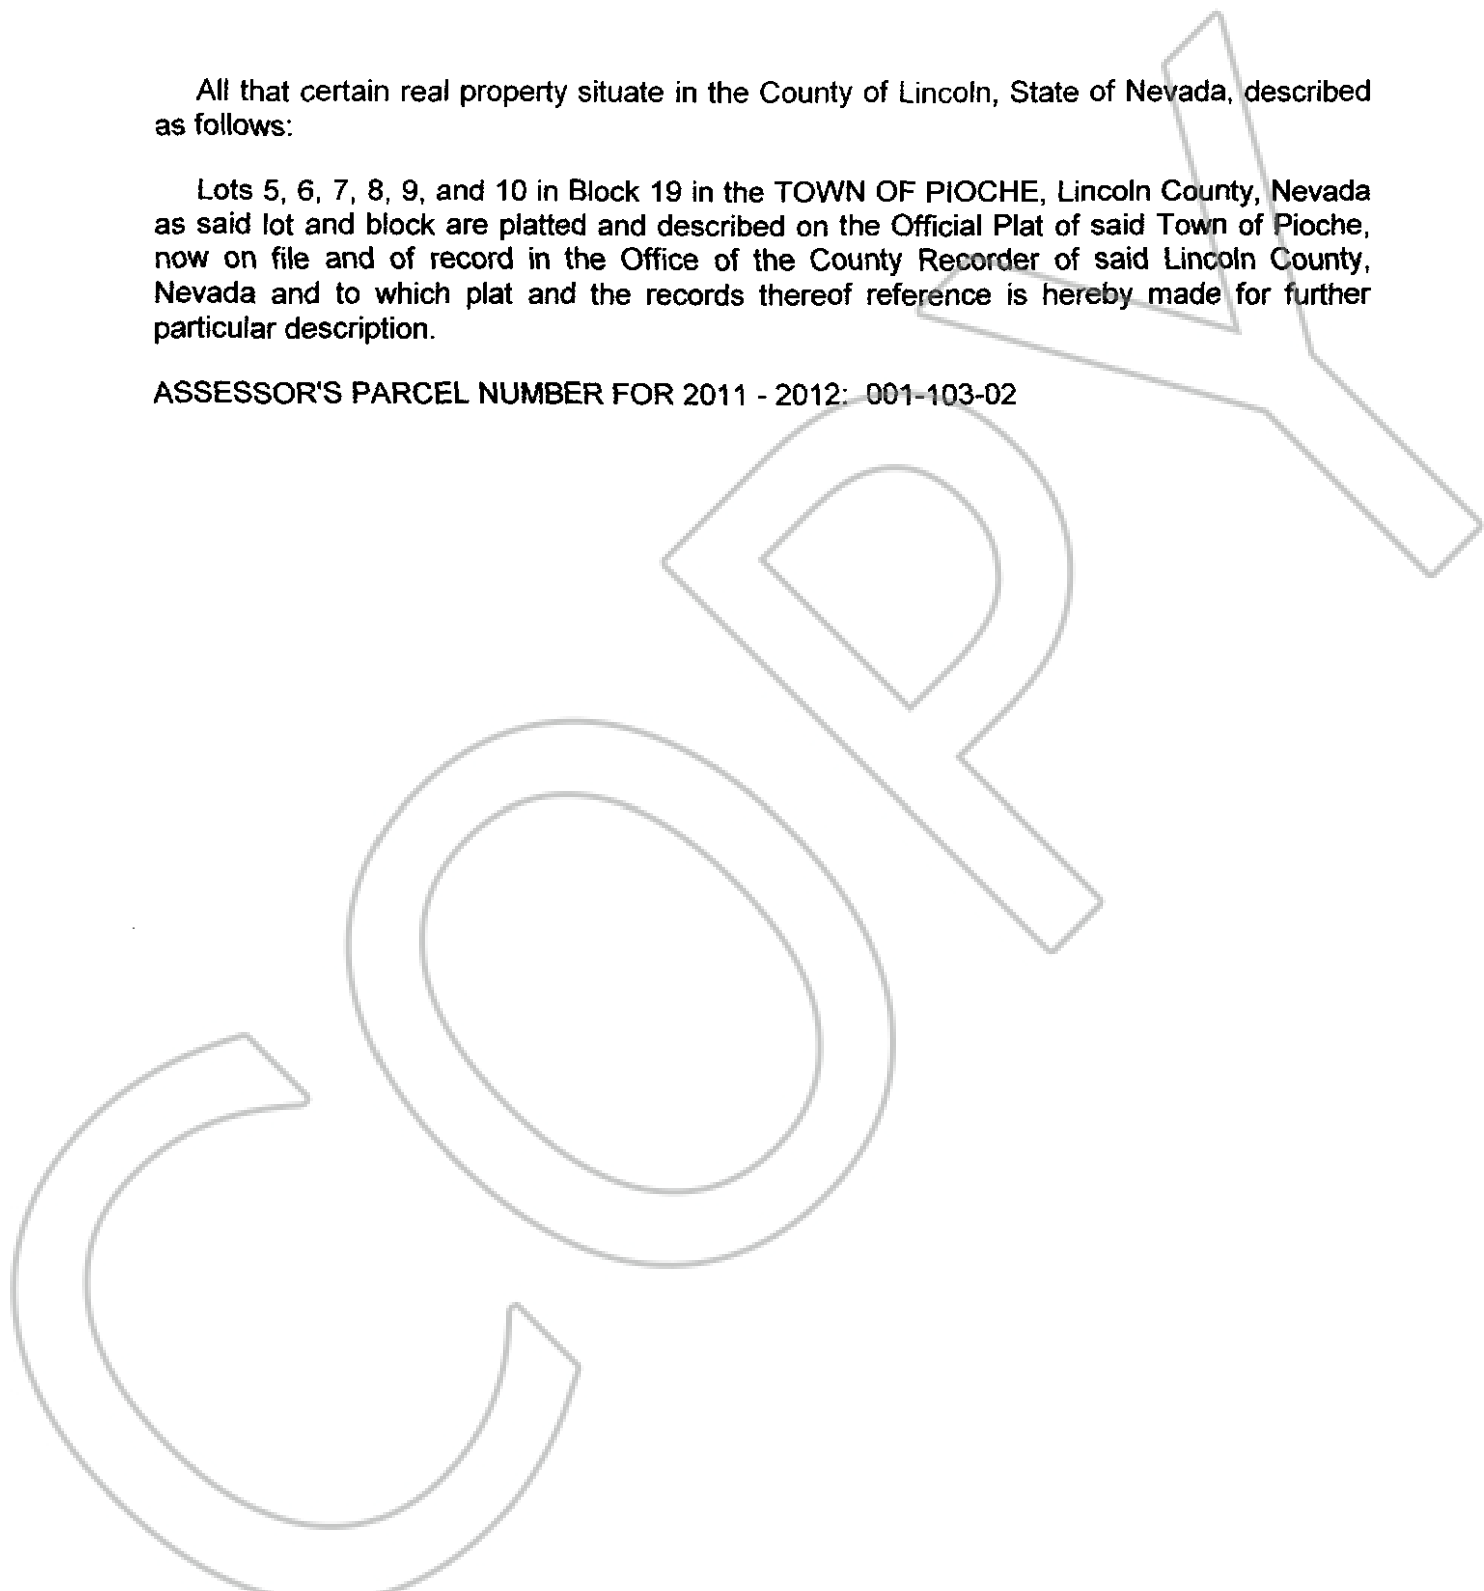 All that certain real property situate in the County of Lincoln, State of Nevada, described
as follows:
Lots 5, 6, 7, 8, 9, and 10 in Block 19 in the TOWN OF PIOCHE, Lincoln County, Nevada
as said lot and block are platted and described on the Official Plat of said Town of Pioche,
now on file and of record in the Office of the County Recorder of said Lincoln County,
Nevada and to which plat and the records thereof reference is hereby made for further
particular description.
ASSESSOR'S PARCEL NUMBER FOR 2011 - 2012: 001-103-02
COPY